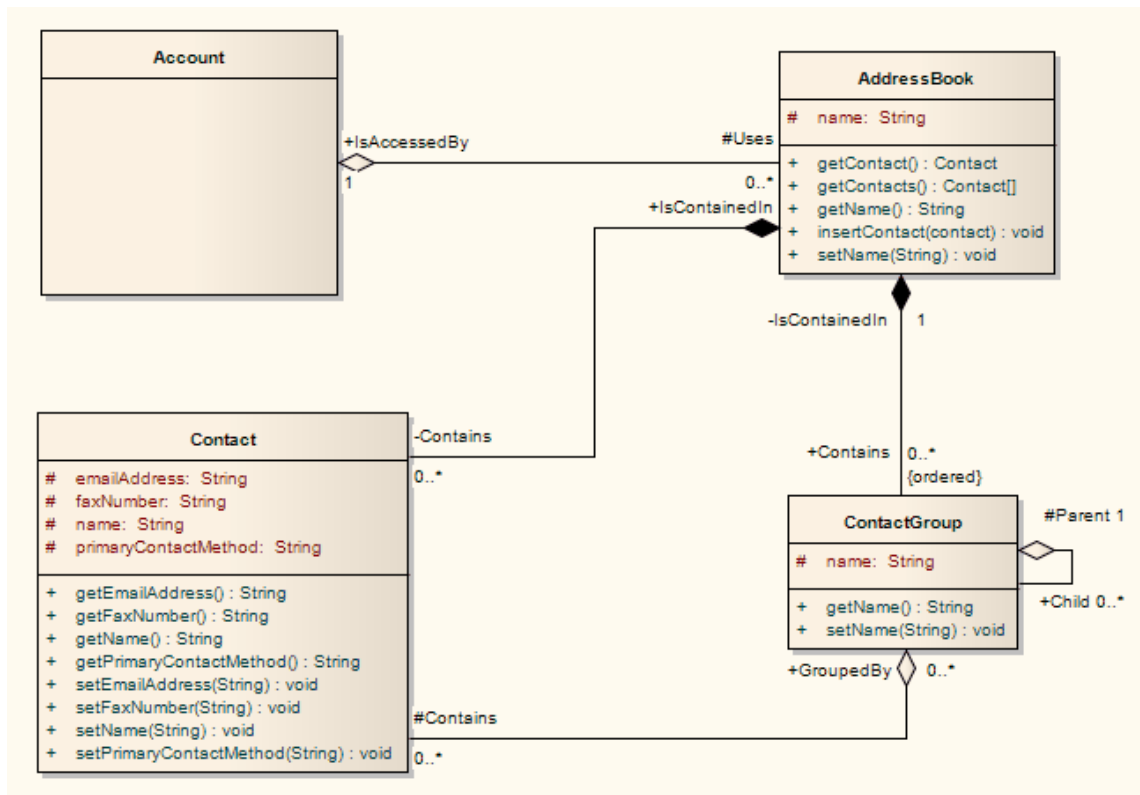 Account
AddressBook
# name: String
+ getContact() : Contact
+ getContacts() : Contact[]
+ getName() : String
+ insertContact(contact) : void
+ setName(String) : void
+IsAccessedBy
1
#Uses
0..*
+IsContainedIn
-IsContainedIn 1
-Contains
0..*
+Contains 0..*
{ordered}
Contact
# emailAddress: String
# faxNumber: String
# name: String
# primaryContactMethod: String
+ getEmailAddress() : String
+ getFaxNumber() : String
+ getName() : String
+ getPrimaryContactMethod() : String
+ setEmailAddress(String) : void
+ setFaxNumber(String) : void
+ setName(String) : void
+ setPrimaryContactMethod(String) : void
ContactGroup
# name: String
+ getName() : String
+ setName(String) : void
#Parent 1
+Child 0..*
+GroupedBy 0..*
#Contains
0..*